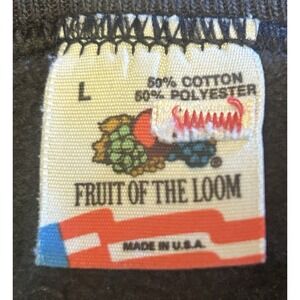 L
50% COTTON
50% POLYESTER
®
FRUIT OF THE LOOM
MADE IN U.S.A.